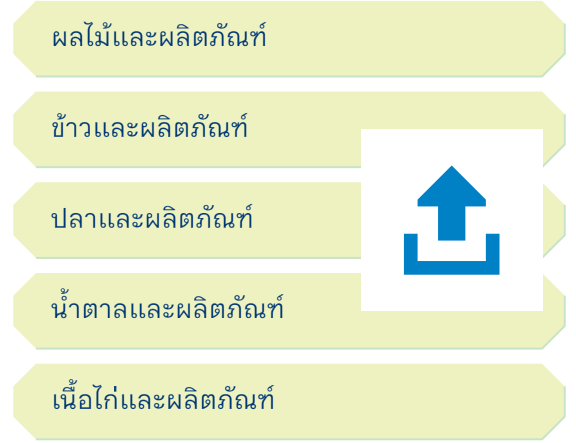 ผลไม้และผลิตภัณฑ์
ข้าวและผลิตภัณฑ์
ปลาและผลิตภัณฑ์
น้ำตาลและผลิตภัณฑ์
เนื้อไก่และผลิตภัณฑ์